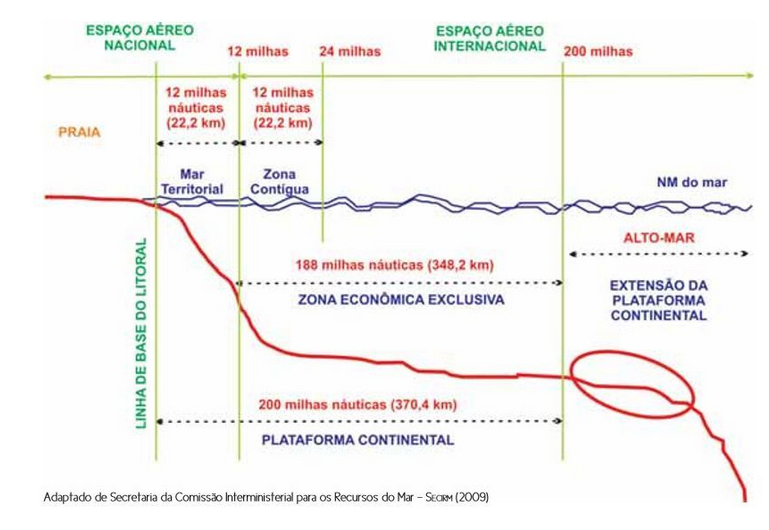 ESPAÇO AÉREO
NACIONAL
ESPAÇO AÉREO
INTERNACIONAL
12 milhas
24 milhas
200 milhas
12 milhas
náuticas
(22,2 km)
12 milhas
náuticas
(22,2 km)
PRAIA
Mar
Territorial
Zona
Contígua
NM do mar
ALTO-MAR
188 milhas náuticas (348,2 km)
ZONA ECONÔMICA EXCLUSIVA
EXTENSÃO DA
PLATAFORMA
CONTINENTAL
LINHA DE BASE DO LITORAL
200 milhas náuticas (370,4 km)
PLATAFORMA CONTINENTAL
Adaptado de Secretaria da Comissão Interministerial para os Recursos do Mar – SECIRM (2009)